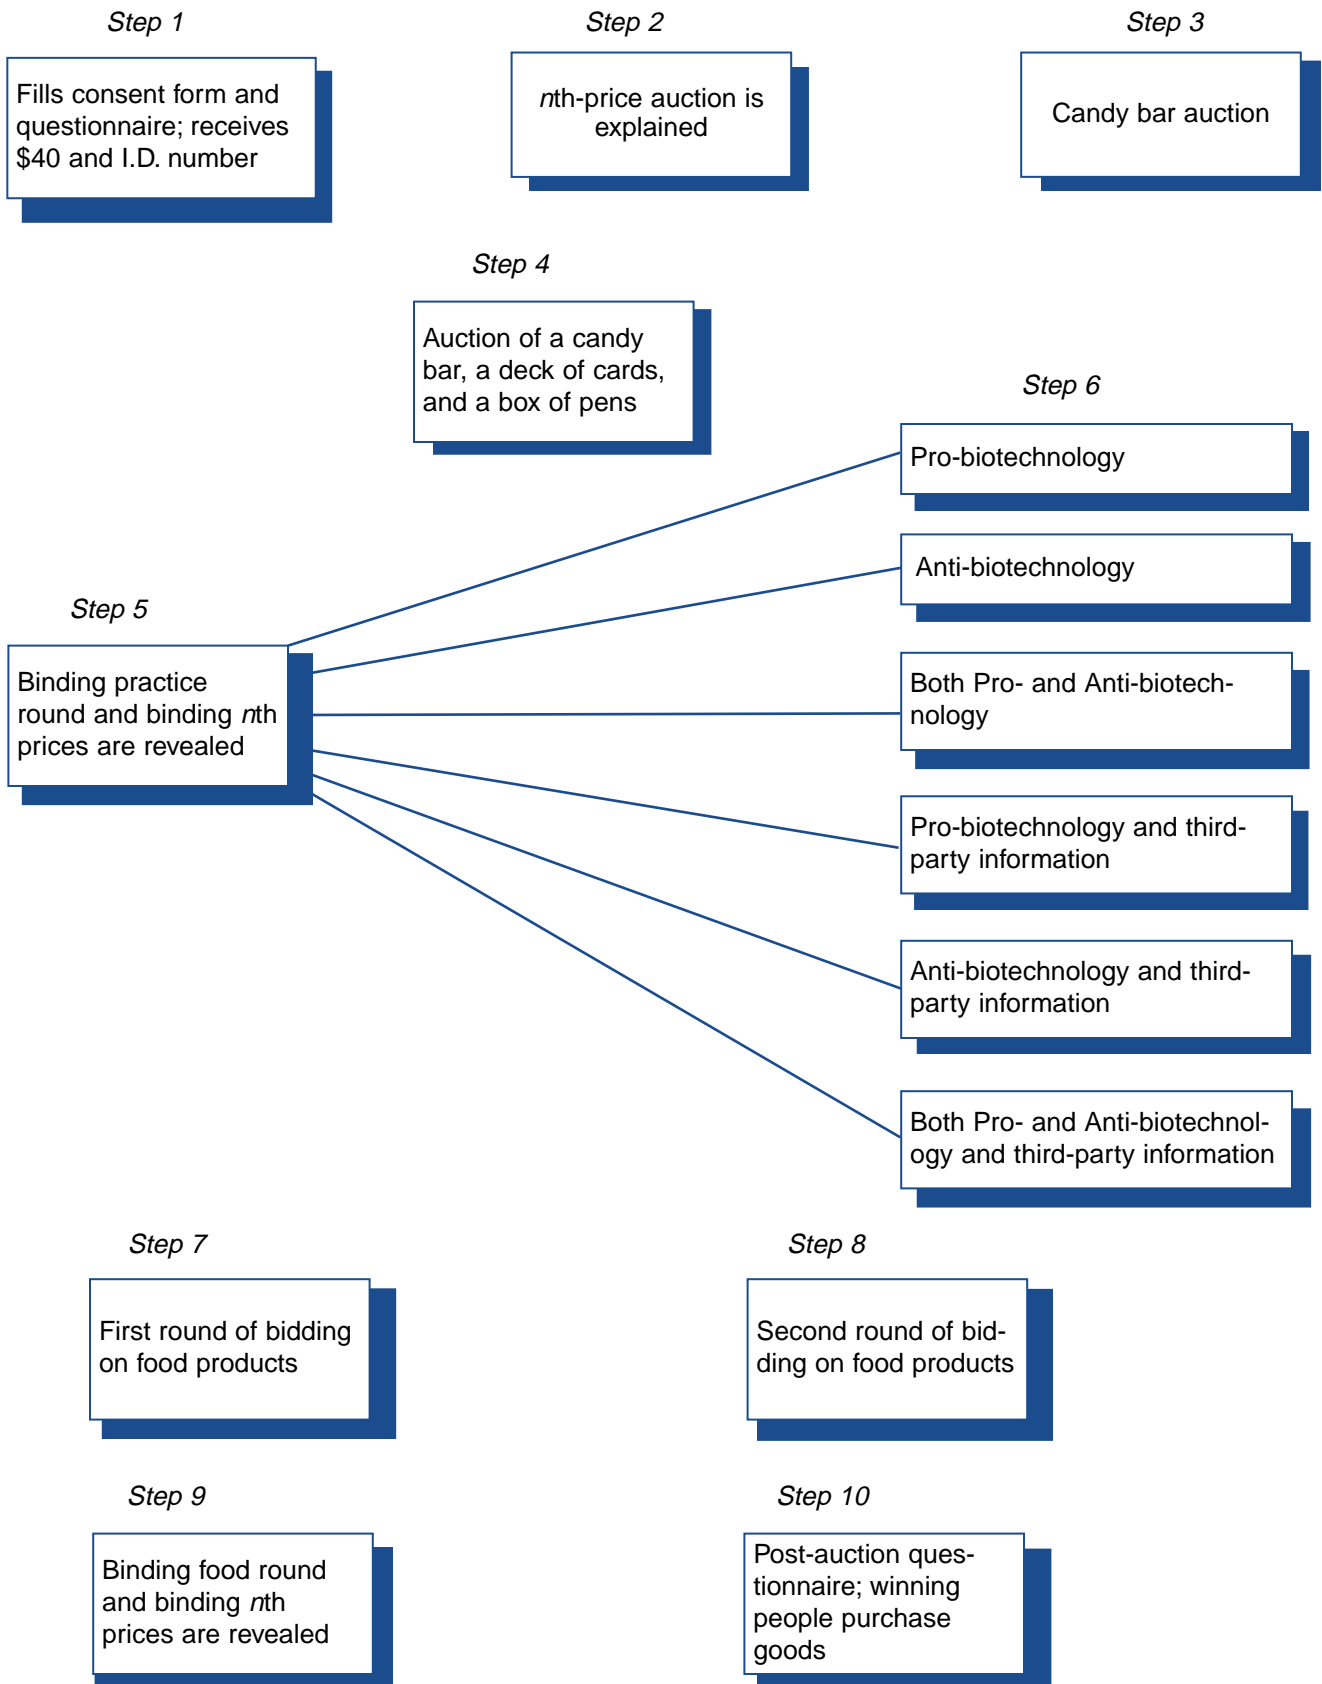 Step 1
Fills consent form and
questionnaire; receives
$40 and I.D. number
Step 2
nth-price auction is
explained
Step 3
Candy bar auction
Step 4
Auction of a candy
bar, a deck of cards,
and a box of pens
Step 5
Binding practice
round and binding nth
prices are revealed
Step 6
Pro-biotechnology
Anti-biotechnology
Both Pro- and Anti-biotech-
nology
Pro-biotechnology and third-
party information
Anti-biotechnology and third-
party information
Both Pro- and Anti-biotechnol-
ogy and third-party information
Step 7
First round of bidding
on food products
Step 8
Second round of bid-
ding on food products
Step 9
Binding food round
and binding nth
prices are revealed
Step 10
Post-auction ques-
tionnaire; winning
people purchase
goods